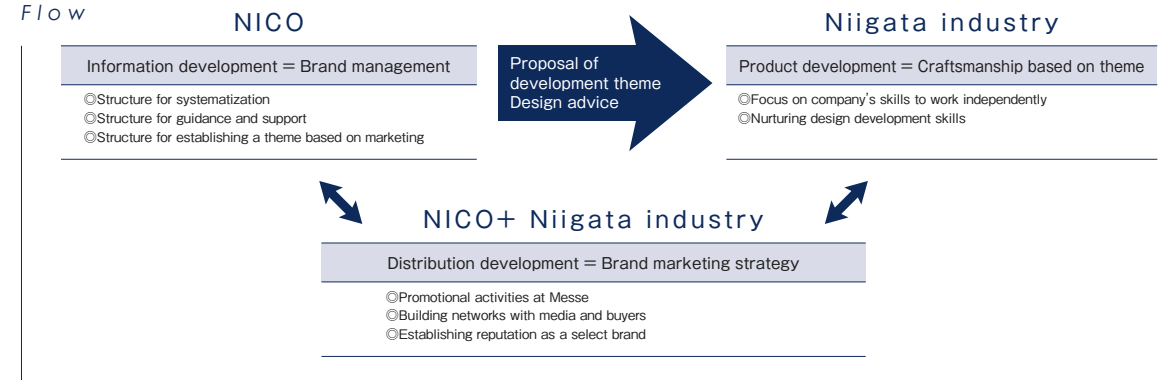 Flow
NICO
Information development = Brand management
◎Structure for systematization
◎Structure for guidance and support
◎Structure for establishing a theme based on marketing
Proposal of
development theme
Design advice
Niigata industry
Product development = Craftsmanship based on theme
◎Focus on company's skills to work independently
◎Nurturing design development skills
NICO+ Niigata industry
Distribution development = Brand marketing strategy
◎Promotional activities at Messe
◎Building networks with media and buyers
◎Establishing reputation as a select brand